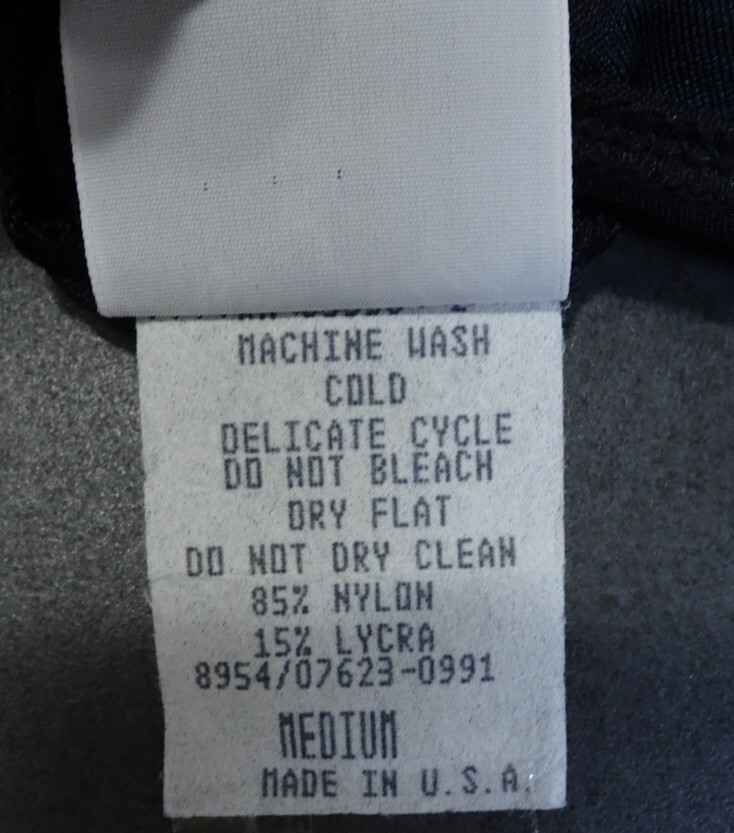 MACHINE WASH
COLD
DELICATE CYCLE
DO NOT BLEACH
DRY FLAT
DO NOT DRY CLEAN
85% NYLON
15% LYCRA
8954/07623-0991
MEDIUM
MADE IN U.S.A.